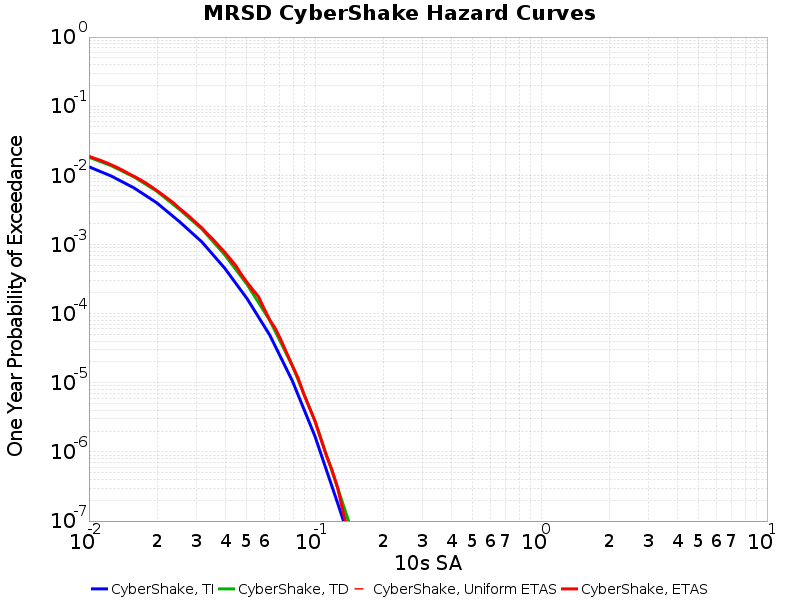 MRSD CyberShake Hazard Curves
One Year Probability of Exceedance
10^0
10^-1
10^-2
10^-3
10^-4
10^-5
10^-6
10^-7
10^-2 2 3 4 5 6 10^-1 2 3 4 5 6 7 10^0 2 3 4 5 6 7 10^1
10s SA
CyberShake, TI CyberShake, TD CyberShake, Uniform ETAS CyberShake, ETAS